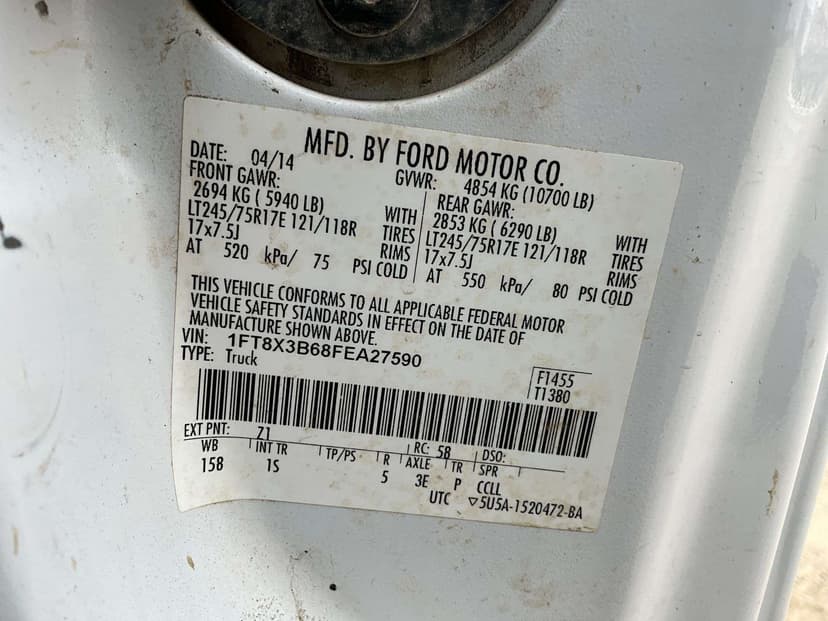 MFD. BY FORD MOTOR CO.
DATE: 04/14 GVWR: 4854 KG (10700 LB)
FRONT GAWR:
2694 KG ( 5940 LB) WITH
LT245/75R17E 121/118R TIRES
17x7.5J RIMS
AT 520 kPa/ 75 PSI COLD
REAR GAWR:
2853 KG ( 6290 LB) WITH
LT245/75R17E 121/118R TIRES
17x7.5J RIMS
AT 550 kPa/ 80 PSI COLD
THIS VEHICLE CONFORMS TO ALL APPLICABLE FEDERAL MOTOR
VEHICLE SAFETY STANDARDS IN EFFECT ON THE DATE OF
MANUFACTURE SHOWN ABOVE.
VIN: 1FT8X3B68FEA27590
TYPE: Truck
F1455
T1380
EXT PNT: Z1 RC: 58 DSO:
WB INT TR TP/PS R AXLE TR SPR
158 1S 5 3E P CCLL
UTC ▽5U5A-1520472-BA